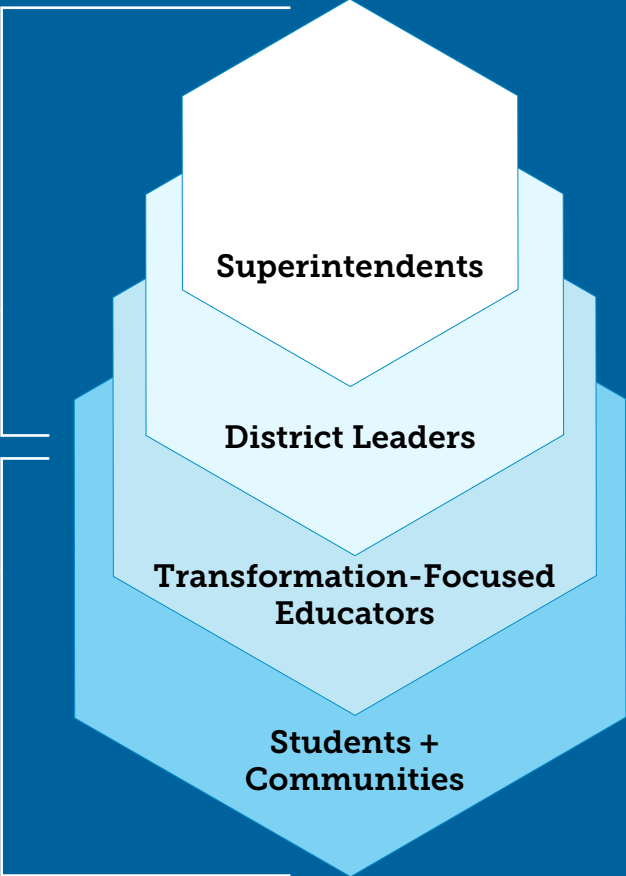 Superintendents
District Leaders
Transformation-Focused
Educators
Students +
Communities